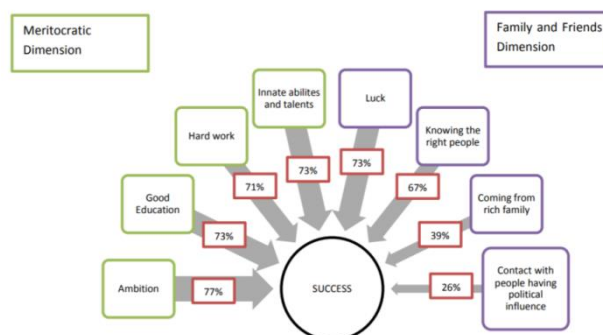 Meritocratic
Dimension
Family and Friends
Dimension
Innate abilites
and talents
Luck
Hard work
Knowing the
right people
73%
73%
71%
67%
Good
Education
Coming from
rich family
73%
39%
Ambition
77%
SUCCESS
26%
Contact with
people having
political
influence